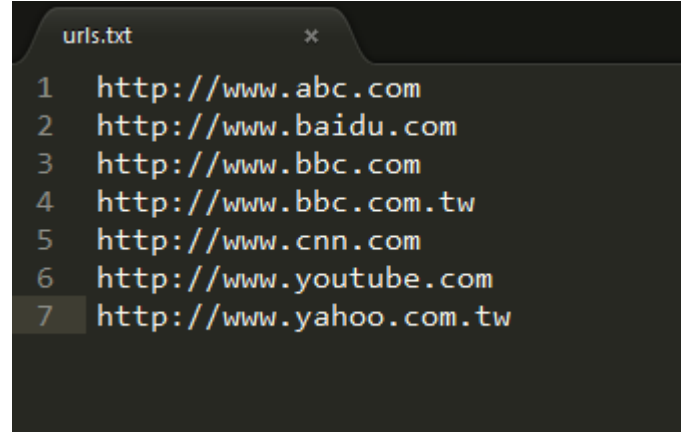 urls.txt ×
1 http://www.abc.com
2 http://www.baidu.com
3 http://www.bbc.com
4 http://www.bbc.com.tw
5 http://www.cnn.com
6 http://www.youtube.com
7 http://www.yahoo.com.tw